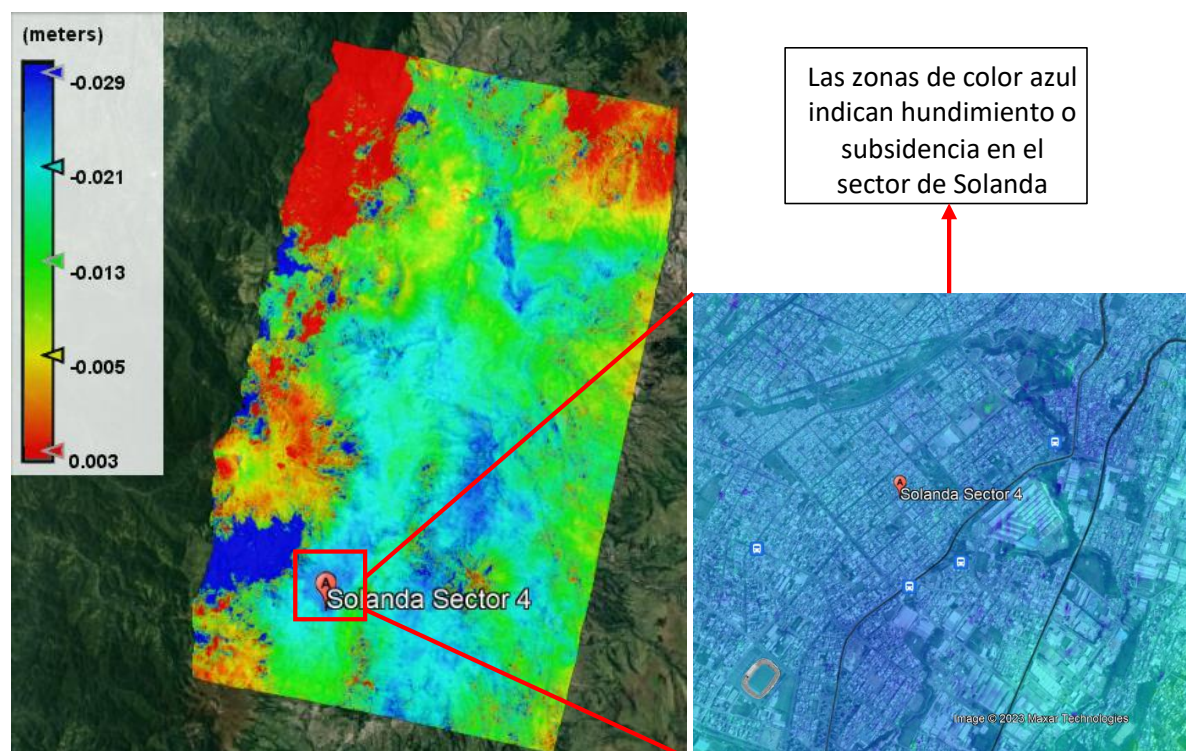 (meters)
-0.029
-0.021
-0.013
-0.005
0.003
A
Solanda Sector 4
Las zonas de color azul
indican hundimiento o
subsidencia en el
sector de Solanda
A
Solanda Sector 4
Image © 2023 Maxar Technologies